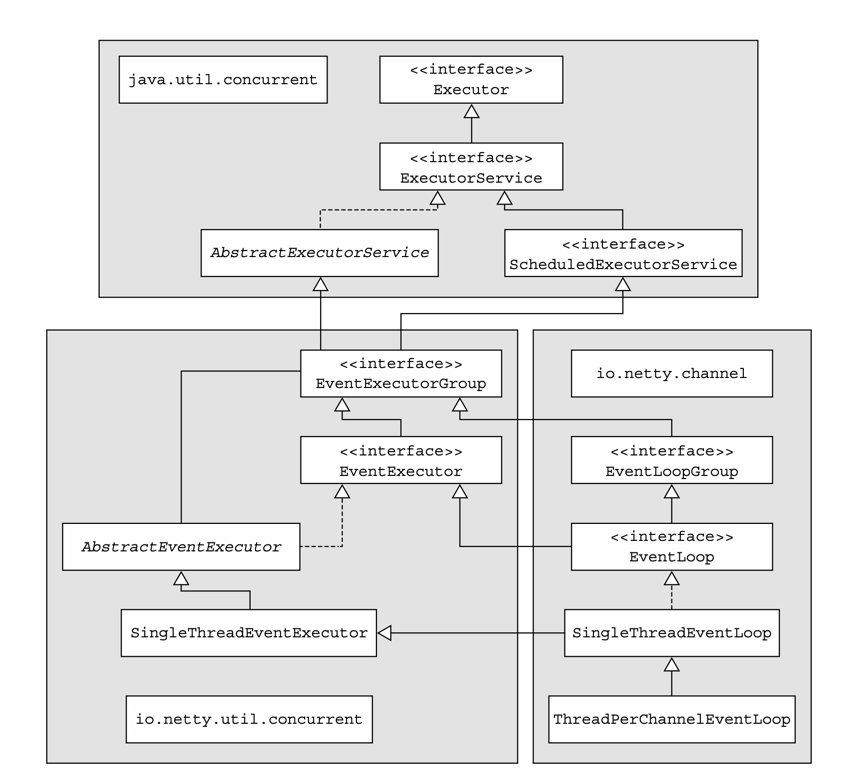 java.util.concurrent
<<interface>>
Executor
<<interface>>
ExecutorService
AbstractExecutorService
<<interface>>
ScheduledExecutorService
<<interface>>
EventExecutorGroup
io.netty.channel
<<interface>>
EventExecutor
<<interface>>
EventLoopGroup
AbstractEventExecutor
<<interface>>
EventLoop
SingleThreadEventExecutor
SingleThreadEventLoop
io.netty.util.concurrent
ThreadPerChannelEventLoop